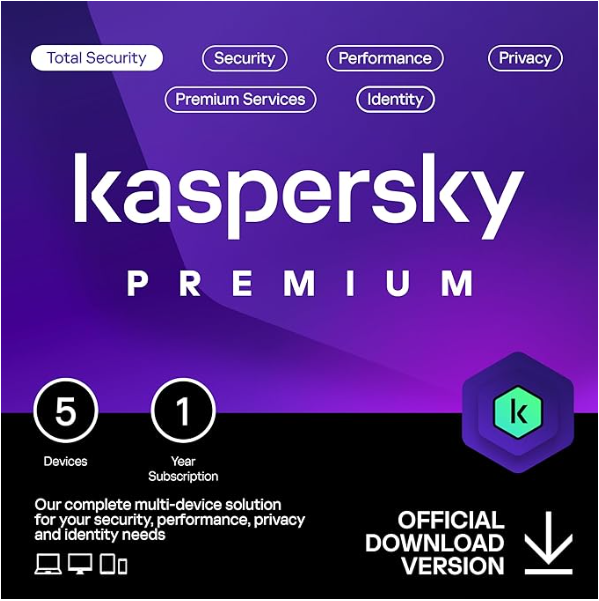 Total Security
Security
Performance
Privacy
Premium Services
Identity
kaspersky
PREMIUM
5
Devices
1
Year
Subscription
k
Our complete multi-device solution
for your security, performance, privacy
and identity needs
OFFICIAL
DOWNLOAD
VERSION